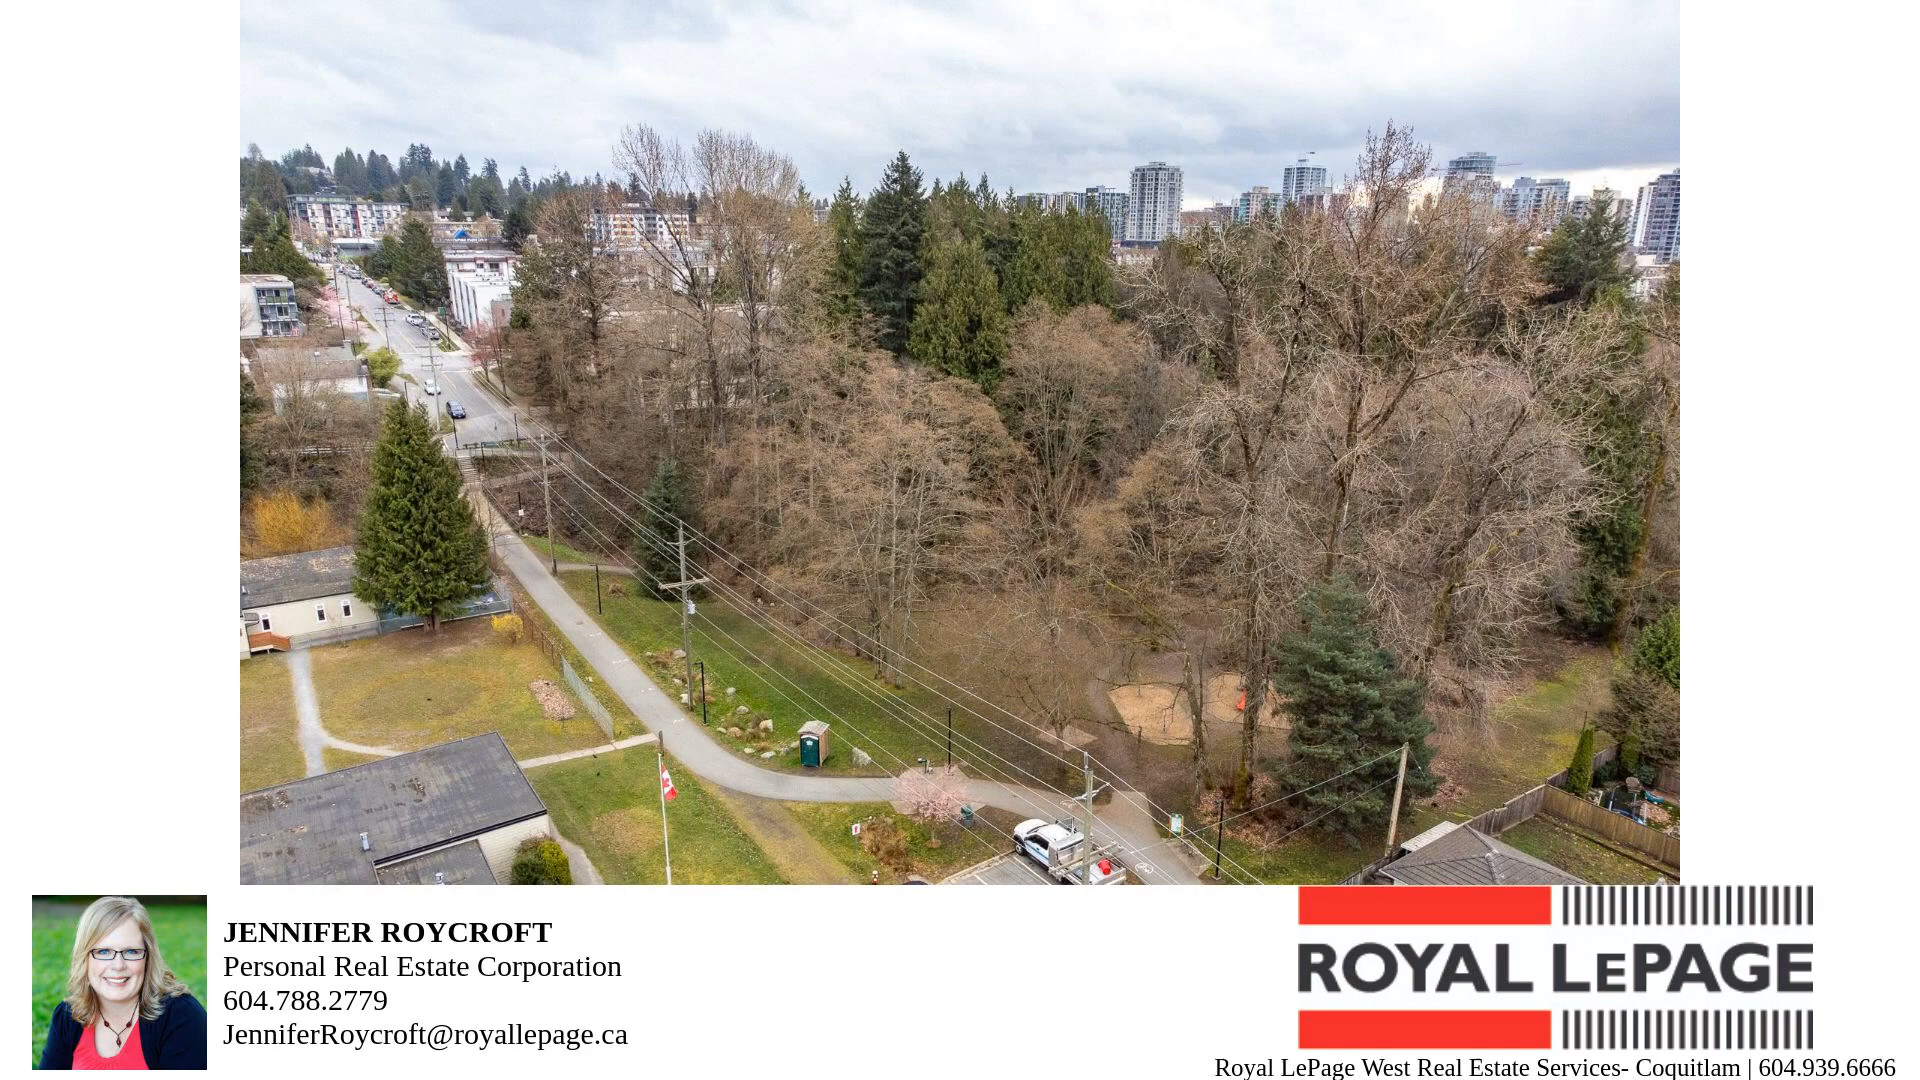 JENNIFER ROYCROFT
Personal Real Estate Corporation
604.788.2779
JenniferRoycroft@royallepage.ca
ROYAL LEPAGE
Royal LePage West Real Estate Services- Coquitlam | 604.939.6666